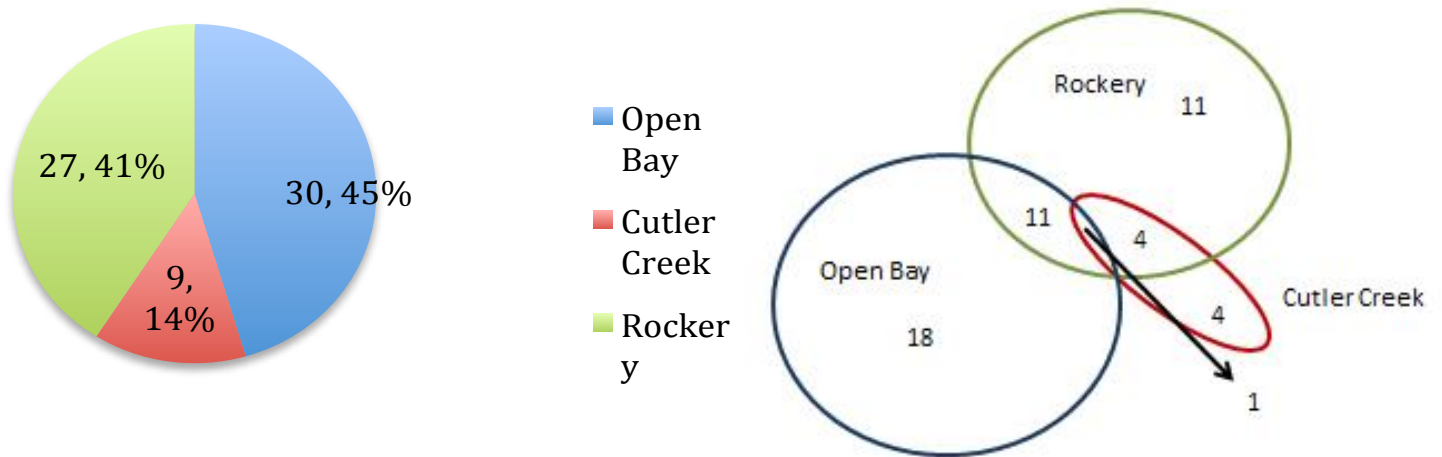 27, 41%
30, 45%
9,
14%
Open
Bay
Cutler
Creek
Rocker
y
Rockery
11
11
4
Open Bay
Cutler Creek
4
18
1